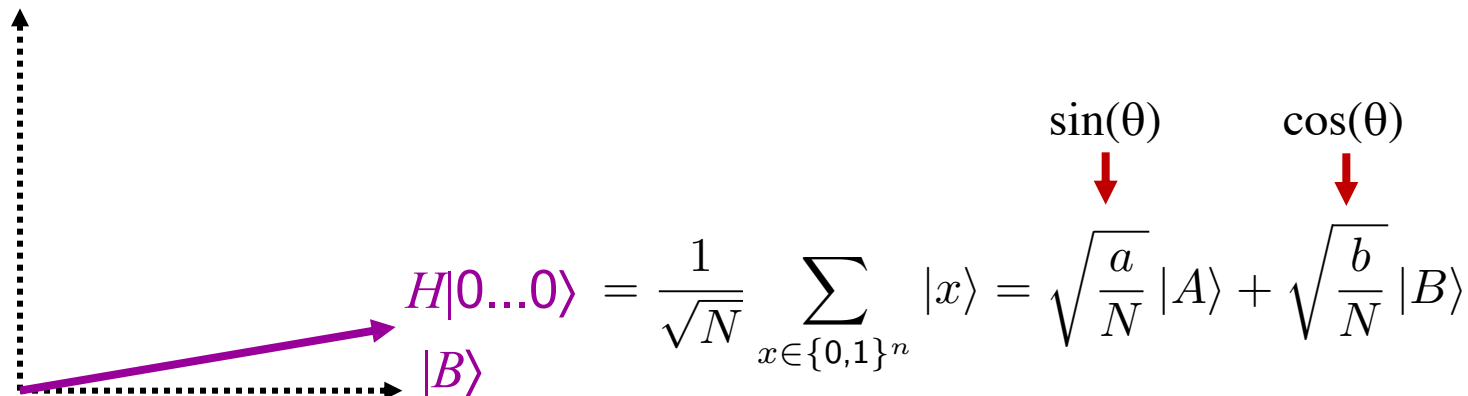 sin(θ) cos(θ)
H|0...0⟩ = 1/√N ∑_{x∈{0,1}^n} |x⟩ = √(a/N) |A⟩ + √(b/N) |B⟩
|B⟩